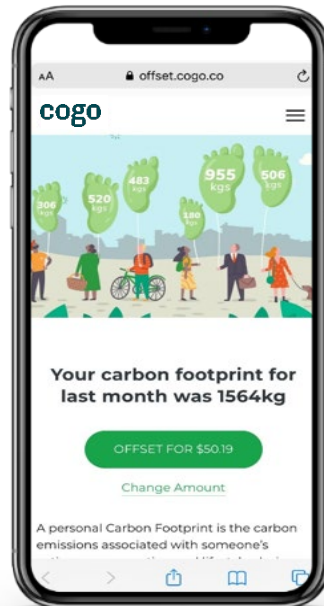 AA offset.cogo.co
cogo
306
kgs
520
kgs
483
kgs
180
kgs
955
kgs
506
kgs
Your carbon footprint for
last month was 1564kg
OFFSET FOR $50.19
Change Amount
A personal Carbon Footprint is the carbon
emissions associated with someone's